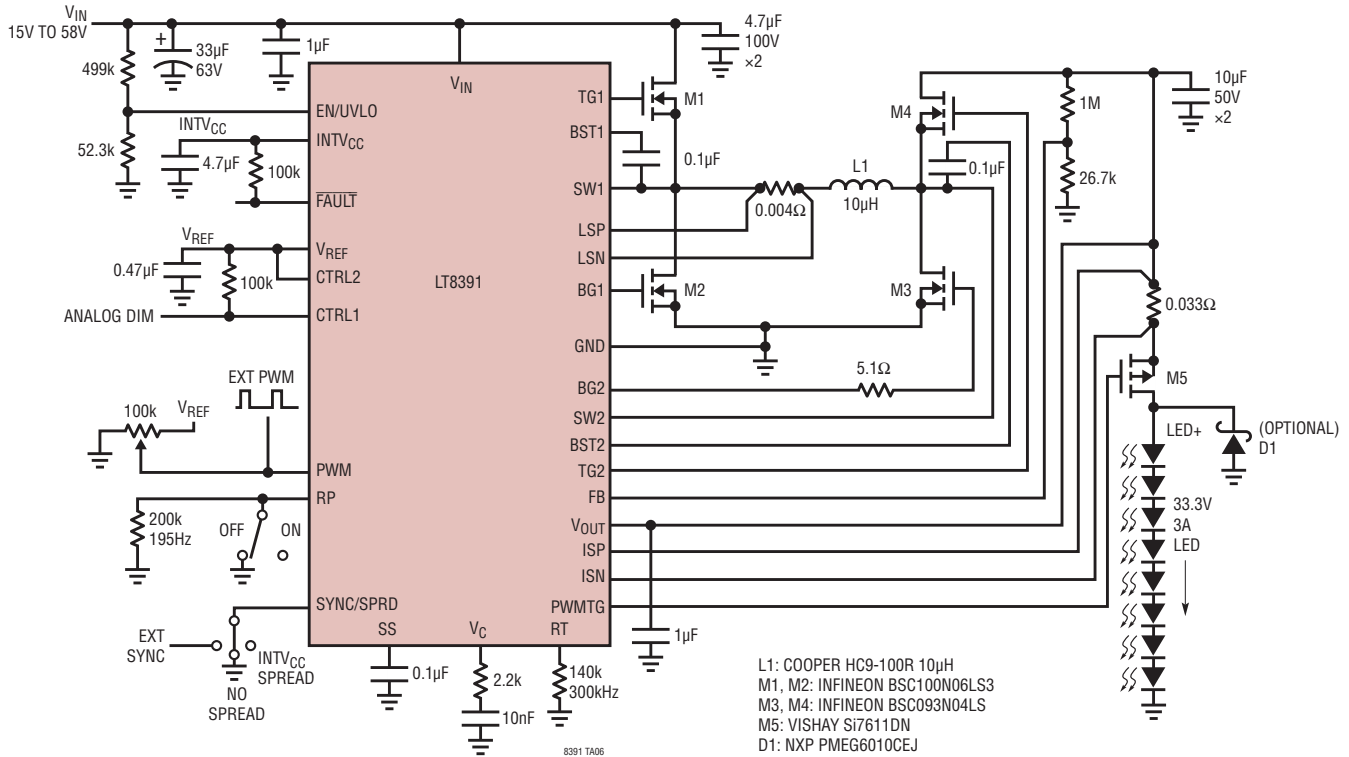 VIN
15V TO 58V
499k
+
33µF
63V
1µF
4.7µF
100V
×2
10µF
50V
×2
52.3k
INTVCC
4.7µF
100k
VREF
0.47µF
100k
ANALOG DIM
EXT PWM
100k
VREF
200k
195Hz
OFF
ON
EXT
SYNC
INTVCC
SPREAD
NO
SPREAD
VIN
EN/UVLO
INTVCC
FAULT
VREF
CTRL2
CTRL1
PWM
RP
SYNC/SPRD
SS
VC
RT
LT8391
TG1
BST1
SW1
LSP
LSN
BG1
GND
BG2
SW2
BST2
TG2
FB
VOUT
ISP
ISN
PWMTG
0.1µF
2.2k
10nF
140k
300kHz
1µF
M1
0.1µF
0.004Ω
L1
10µH
M2
M4
0.1µF
M3
5.1Ω
1M
26.7k
0.033Ω
M5
LED+
(OPTIONAL)
D1
33.3V
3A
LED
L1: COOPER HC9-100R 10µH
M1, M2: INFINEON BSC100N06LS3
M3, M4: INFINEON BSC093N04LS
M5: VISHAY Si7611DN
D1: NXP PMEG6010CEJ
8391 TA06